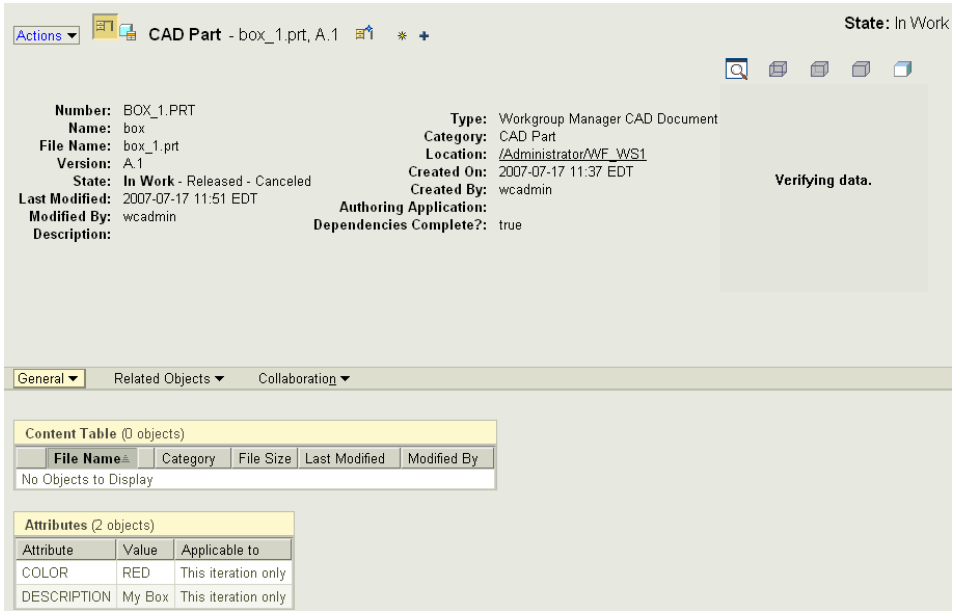 State: In Work
Actions CAD Part - box_1.prt, A.1
Number: BOX_1.PRT
Name: box
File Name: box_1.prt
Version: A.1
State: In Work - Released - Canceled
Last Modified: 2007-07-17 11:51 EDT
Modified By: wcadmin
Description:
Type: Workgroup Manager CAD Document
Category: CAD Part
Location: /Administrator/WF_WS1
Created On: 2007-07-17 11:37 EDT
Created By: wcadmin
Authoring Application:
Dependencies Complete?: true
Verifying data.
General Related Objects Collaboration
Content Table (0 objects)
File Name Category File Size Last Modified Modified By
No Objects to Display
Attributes (2 objects)
Attribute Value Applicable to
COLOR RED This iteration only
DESCRIPTION My Box This iteration only